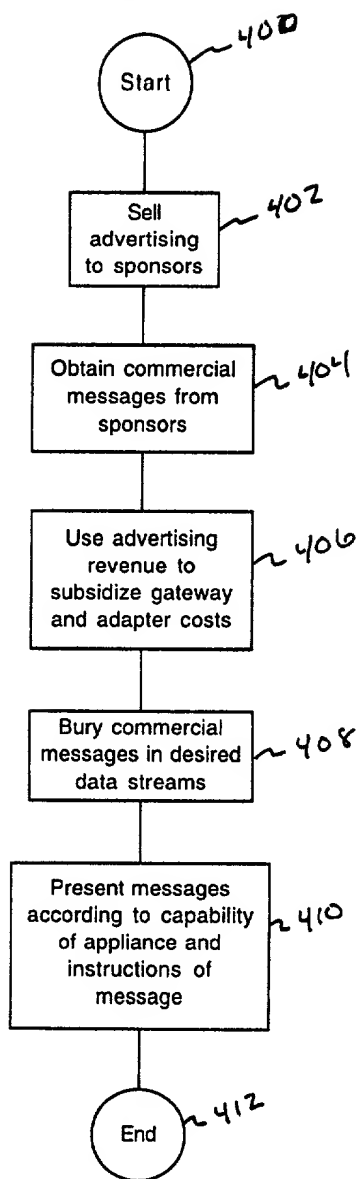 400
Start
402
Sell
advertising
to sponsors
404
Obtain commercial
messages from
sponsors
406
Use advertising
revenue to
subsidize gateway
and adapter costs
408
Bury commercial
messages in desired
data streams
410
Present messages
according to capability
of appliance and
instructions of
message
412
End